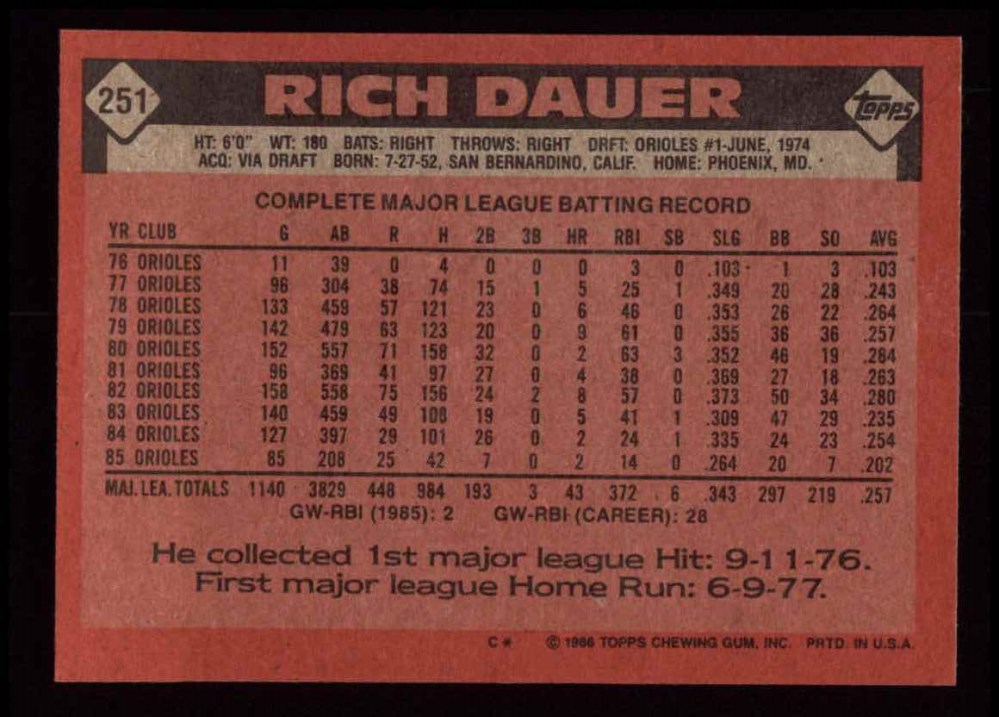 251
RICH DAUER
Topps
HT: 6'0" WT: 180 BATS: RIGHT THROWS: RIGHT DRFT: ORIOLES #1-JUNE, 1974
ACQ: VIA DRAFT BORN: 7-27-52, SAN BERNARDINO, CALIF. HOME: PHOENIX, MD.
COMPLETE MAJOR LEAGUE BATTING RECORD
YR CLUB G AB R H 2B 3B HR RBI SB SLG BB SO AVG
76 ORIOLES 11 39 0 4 0 0 0 3 0 .103 1 3 .103
77 ORIOLES 96 304 38 74 15 1 5 25 1 .349 20 28 .243
78 ORIOLES 133 459 57 121 23 0 6 46 0 .353 26 22 .264
79 ORIOLES 142 479 63 123 20 0 9 61 0 .355 36 36 .257
80 ORIOLES 152 557 71 158 32 0 2 63 3 .352 46 19 .284
81 ORIOLES 96 369 41 97 27 0 4 38 0 .369 27 18 .263
82 ORIOLES 158 558 75 156 24 2 8 57 0 .373 50 34 .280
83 ORIOLES 140 459 49 108 19 0 5 41 1 .309 47 29 .235
84 ORIOLES 127 397 29 101 26 0 2 24 1 .335 24 23 .254
85 ORIOLES 85 208 25 42 7 0 2 14 0 .264 20 7 .202
MAJ. LEA. TOTALS 1140 3829 448 984 193 3 43 372 6 .343 297 219 .257
GW-RBI (1985): 2 GW-RBI (CAREER): 28
He collected 1st major league Hit: 9-11-76.
First major league Home Run: 6-9-77.
C* © 1986 TOPPS CHEWING GUM, INC. PRTD. IN U.S.A.